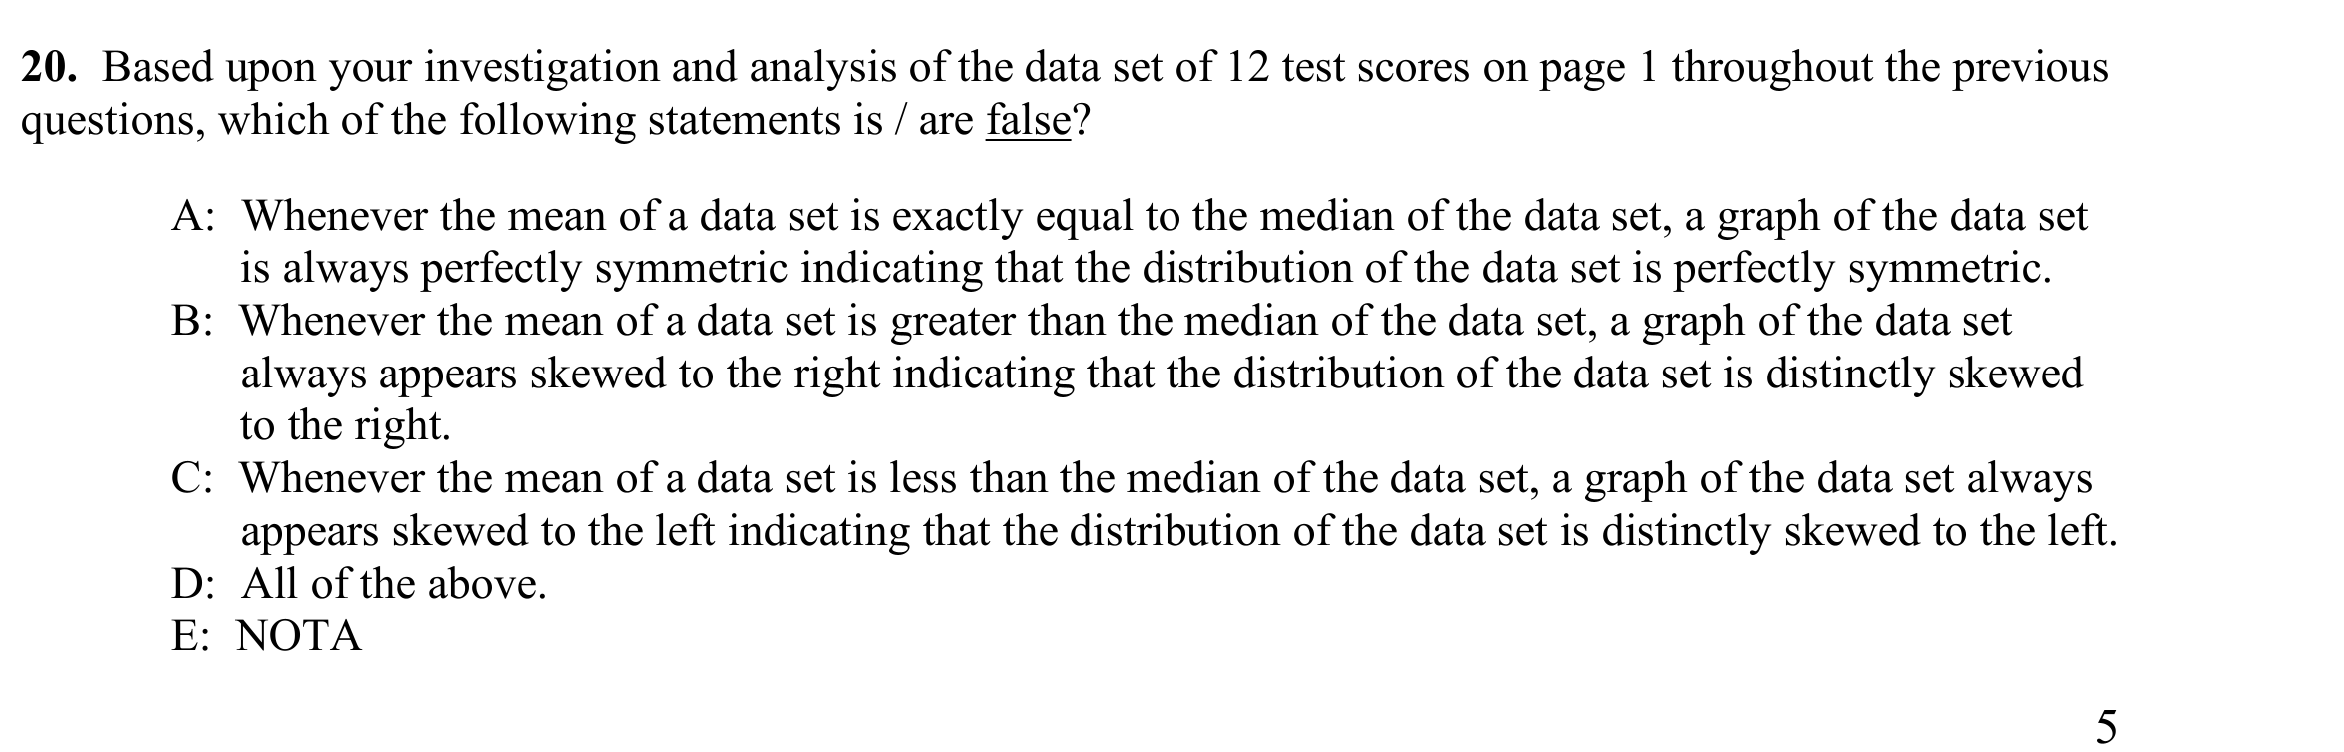 20. Based upon your investigation and analysis of the data set of 12 test scores on page 1 throughout the previous
questions, which of the following statements is / are false?
A: Whenever the mean of a data set is exactly equal to the median of the data set, a graph of the data set
is always perfectly symmetric indicating that the distribution of the data set is perfectly symmetric.
B: Whenever the mean of a data set is greater than the median of the data set, a graph of the data set
always appears skewed to the right indicating that the distribution of the data set is distinctly skewed
to the right.
C: Whenever the mean of a data set is less than the median of the data set, a graph of the data set always
appears skewed to the left indicating that the distribution of the data set is distinctly skewed to the left.
D: All of the above.
E: NOTA
5